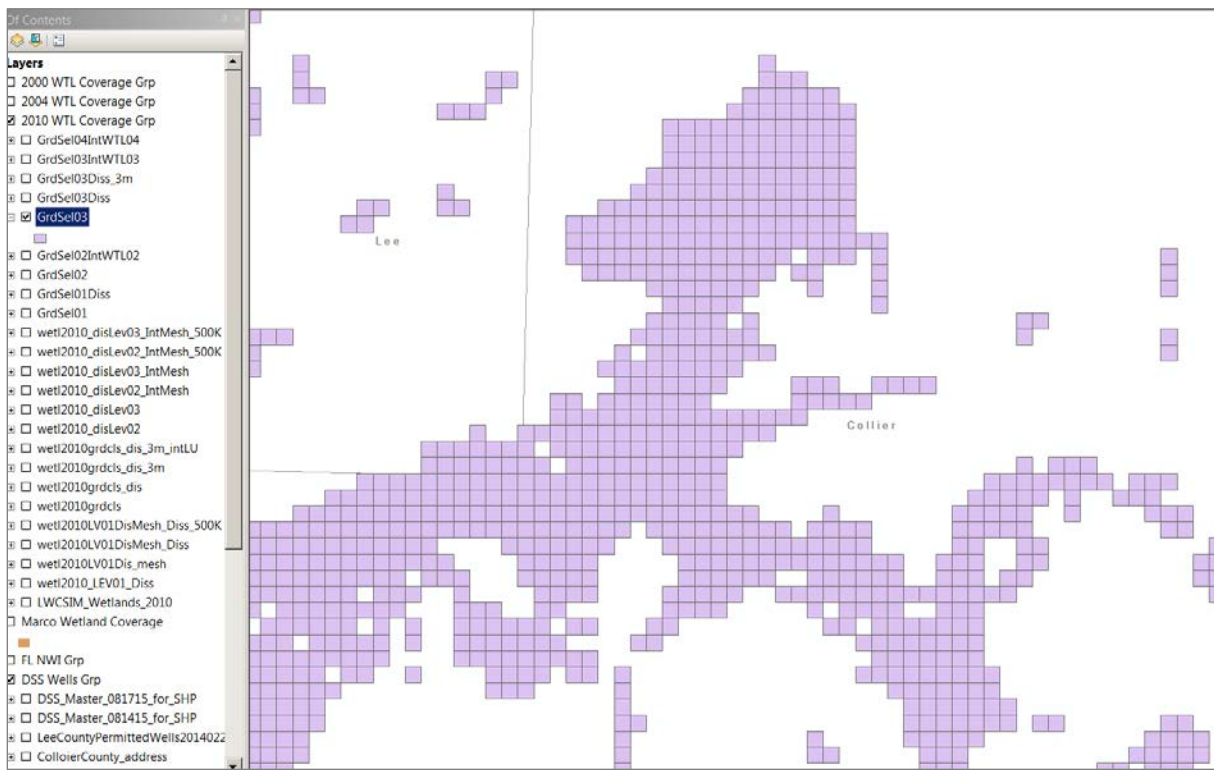 Of Contents
Layers
2000 WTL Coverage Grp
2004 WTL Coverage Grp
2010 WTL Coverage Grp
GrdSel04IntWTL04
GrdSel03IntWTL03
GrdSel03Diss_3m
GrdSel03Diss
GrdSel03
GrdSel02IntWTL02
GrdSel02
GrdSel01Diss
GrdSel01
wetl2010_disLev03_IntMesh_500K
wetl2010_disLev02_IntMesh_500K
wetl2010_disLev03_IntMesh
wetl2010_disLev02_IntMesh
wetl2010_disLev03
wetl2010_disLev02
wetl2010grdcls_dis_3m_intLU
wetl2010grdcls_dis_3m
wetl2010grdcls_dis
wetl2010grdcls
wetl2010LV01DisMesh_Diss_500K
wetl2010LV01DisMesh_Diss
wetl2010LV01Dis_mesh
wetl2010_LEV01_Diss
LWCSIM_Wetlands_2010
Marco Wetland Coverage
FL NWI Grp
DSS Wells Grp
DSS_Master_081715_for_SHP
DSS_Master_081415_for_SHP
LeeCountyPermittedWells2014022
ColloierCounty_address
Lee
Collier